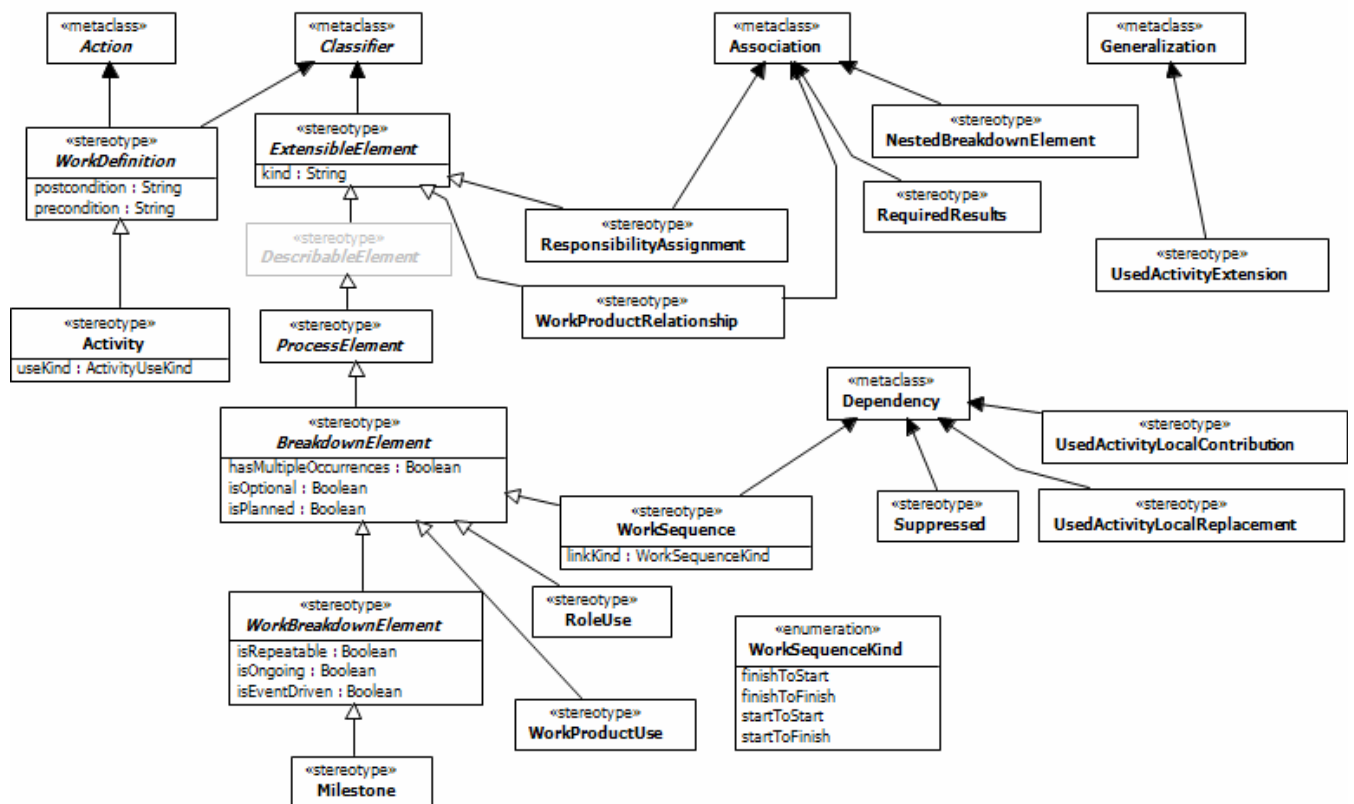 «metaclass»
Action
«metaclass»
Classifier
«metaclass»
Association
«metaclass»
Generalization
«stereotype»
WorkDefinition
postcondition : String
precondition : String
«stereotype»
ExtensibleElement
kind : String
«stereotype»
NestedBreakdownElement
«stereotype»
RequiredResults
«stereotype»
ResponsibilityAssignment
«stereotype»
DescribableElement
«stereotype»
UsedActivityExtension
«stereotype»
WorkProductRelationship
«stereotype»
Activity
useKind : ActivityUseKind
«stereotype»
ProcessElement
«metaclass»
Dependency
«stereotype»
BreakdownElement
hasMultipleOccurrences : Boolean
isOptional : Boolean
isPlanned : Boolean
«stereotype»
UsedActivityLocalContribution
«stereotype»
WorkSequence
linkKind : WorkSequenceKind
«stereotype»
Suppressed
«stereotype»
UsedActivityLocalReplacement
«stereotype»
WorkBreakdownElement
isRepeatable : Boolean
isOngoing : Boolean
isEventDriven : Boolean
«stereotype»
RoleUse
«enumeration»
WorkSequenceKind
finishToStart
finishToFinish
startToStart
startToFinish
«stereotype»
WorkProductUse
«stereotype»
Milestone